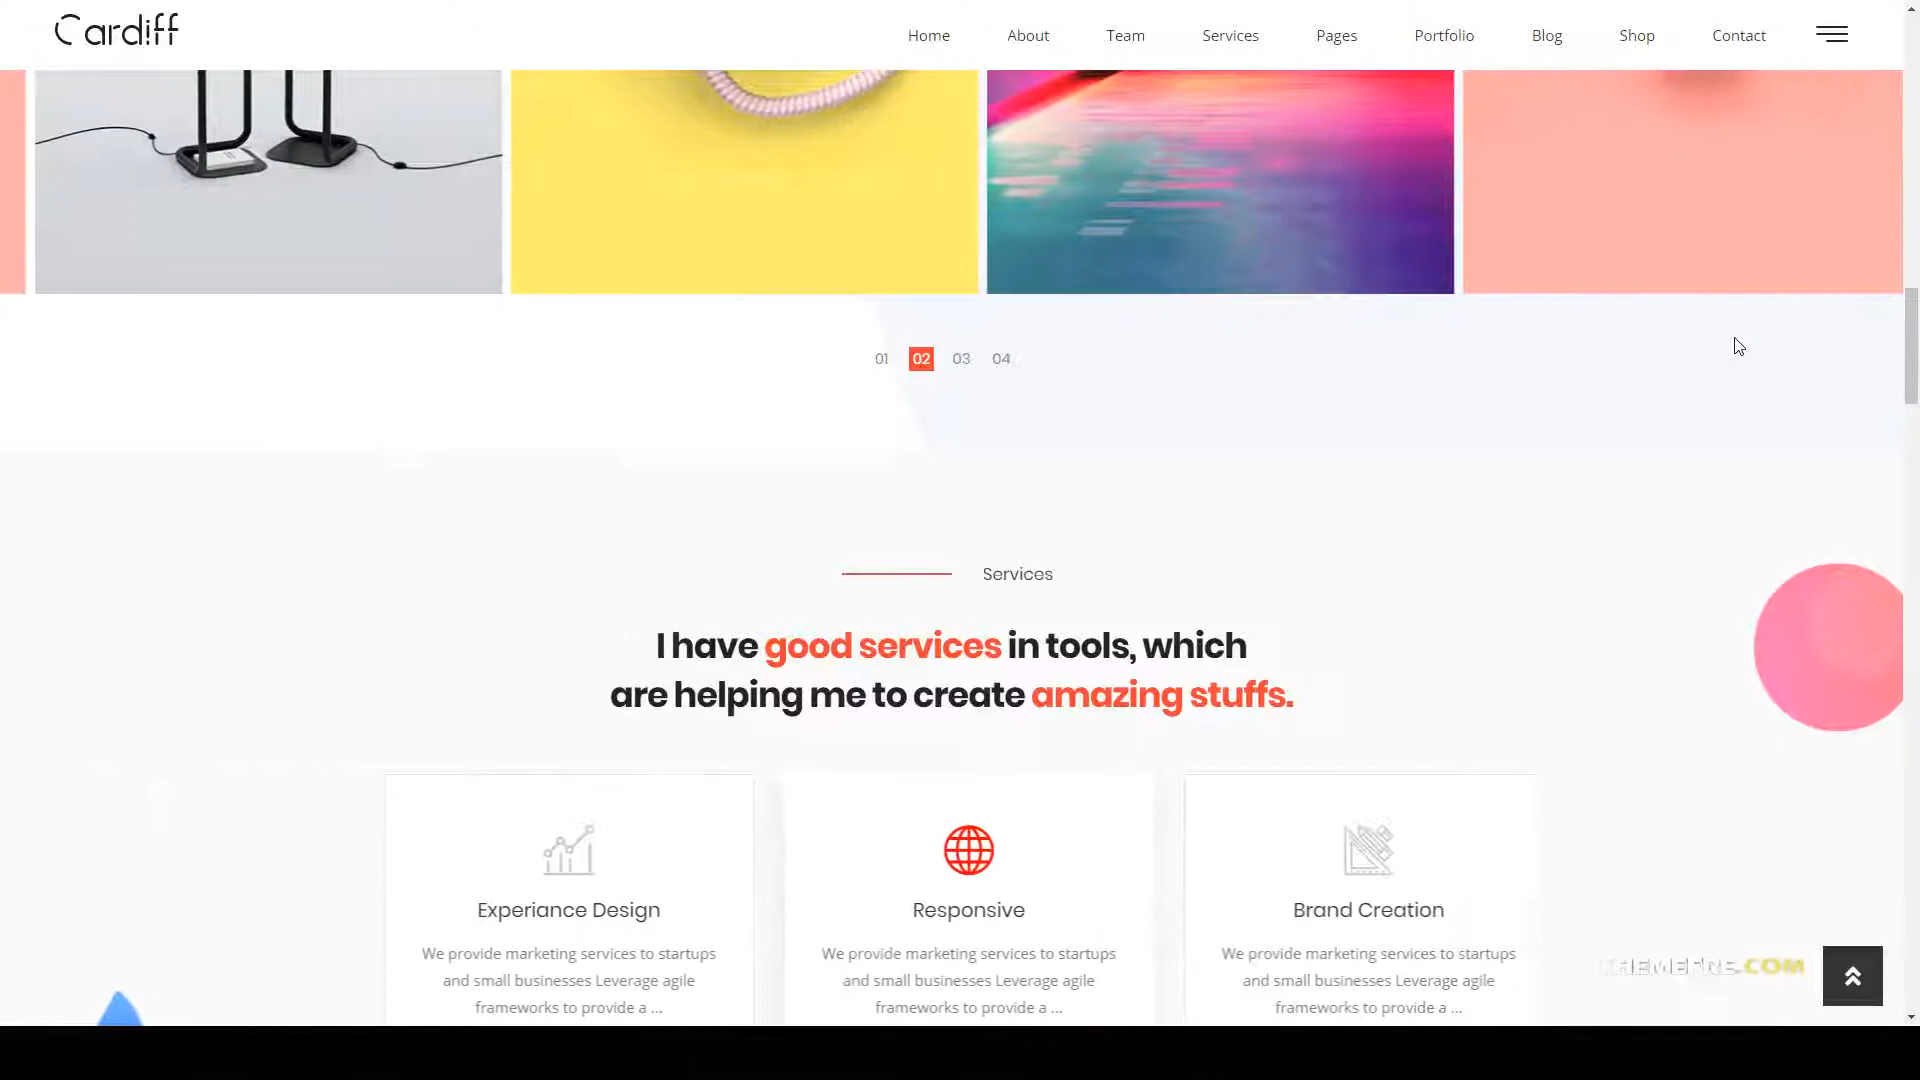 Cardiff
Home About Team Services Pages Portfolio Blog Shop Contact
01 02 03 04
Services
I have good services in tools, which
are helping me to create amazing stuffs.
Experiance Design
We provide marketing services to startups
and small businesses Leverage agile
frameworks to provide a ...
Responsive
We provide marketing services to startups
and small businesses Leverage agile
frameworks to provide a ...
Brand Creation
We provide marketing services to startups
and small businesses Leverage agile
frameworks to provide a ...
THEMEFRE.COM